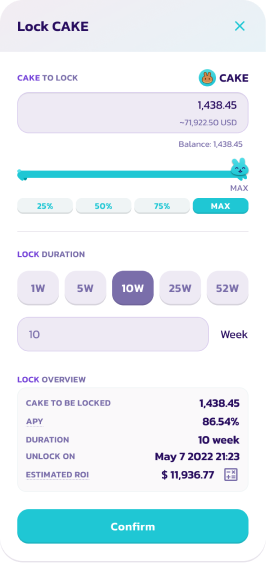 Lock CAKE
CAKE TO LOCK
CAKE
1,438.45
~71,922.50 USD
Balance: 1,438.45
MAX
25% 50% 75% MAX
LOCK DURATION
1W 5W 10W 25W 52W
10 Week
LOCK OVERVIEW
CAKE TO BE LOCKED 1,438.45
APY 86.54%
DURATION 10 week
UNLOCK ON May 7 2022 21:23
ESTIMATED ROI $ 11,936.77
Confirm